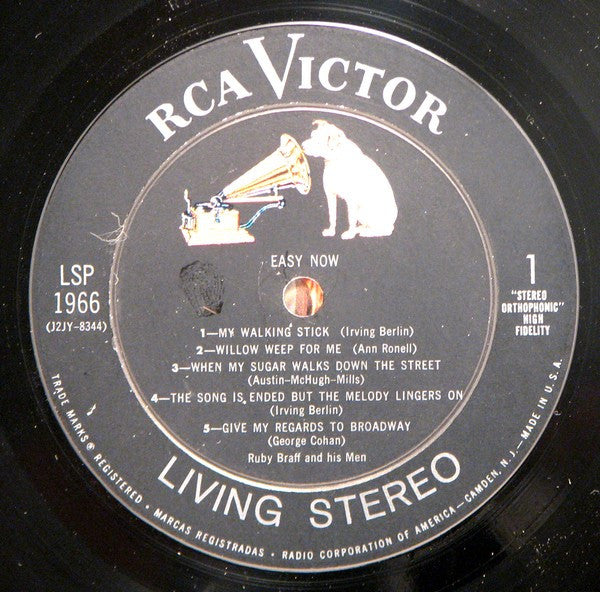 RCA VICTOR
EASY NOW
LSP
1966
(J2JY-8344)
1
"STEREO
ORTHOPHONIC"
HIGH
FIDELITY
1—MY WALKING STICK (Irving Berlin)
2—WILLOW WEEP FOR ME (Ann Ronell)
3—WHEN MY SUGAR WALKS DOWN THE STREET
(Austin-McHugh-Mills)
4—THE SONG IS ENDED BUT THE MELODY LINGERS ON
(Irving Berlin)
5—GIVE MY REGARDS TO BROADWAY
(George Cohan)
Ruby Braff and his Men
LIVING STEREO
TRADE MARKS ® REGISTERED • MARCAS REGISTRADAS • RADIO CORPORATION OF AMERICA—CAMDEN, N. J.—MADE IN U.S.A.